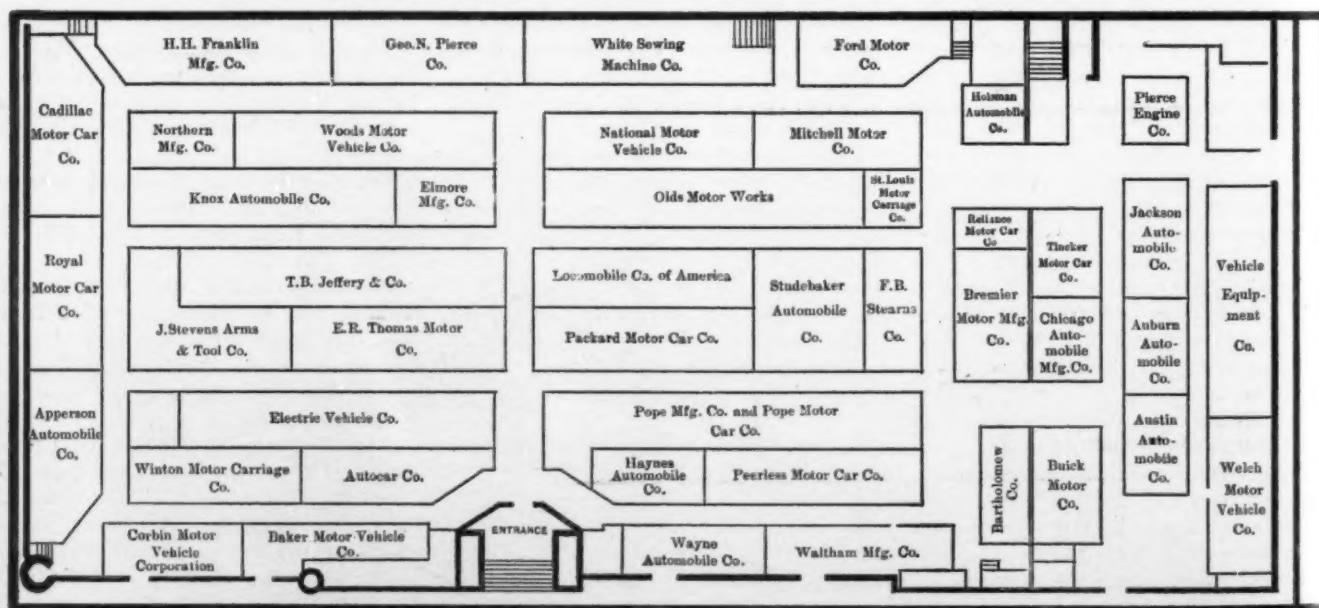 H.H. Franklin
Mfg. Co.
Geo. N. Pierce
Co.
White Sewing
Machine Co.
Ford Motor
Co.
Cadillac
Motor Car
Co.
Northern
Mfg. Co.
Woods Motor
Vehicle Co.
National Motor
Vehicle Co.
Mitchell Motor
Co.
Holsman
Automobile
Co.
Pierce
Engine
Co.
Knox Automobile Co.
Elmore
Mfg. Co.
Olds Motor Works
St. Louis
Motor
Carriage
Co.
Royal
Motor Car
Co.
T.B. Jeffery & Co.
J. Stevens Arms
& Tool Co.
E.R. Thomas Motor
Co.
Locomobile Co. of America
Packard Motor Car Co.
Studebaker
Automobile
Co.
F.B.
Stearns
Co.
Reliance
Motor Car
Co
Tincker
Motor Car
Co.
Bremier
Motor Mfg.
Co.
Chicago
Auto-
mobile
Mfg. Co.
Jackson
Auto-
mobile
Co.
Auburn
Auto-
mobile
Co.
Austin
Auto-
mobile
Co.
Vehicle
Equip-
ment
Co.
Apperson
Automobile
Co.
Electric Vehicle Co.
Winton Motor Carriage
Co.
Autocar Co.
Pope Mfg. Co. and Pope Motor
Car Co.
Haynes
Automobile
Co.
Peerless Motor Car Co.
Bartholomew
Co.
Buick
Motor
Co.
Welch
Motor
Vehicle
Co.
Corbin Motor
Vehicle
Corporation
Baker Motor Vehicle
Co.
ENTRANCE
Wayne
Automobile Co.
Waltham Mfg. Co.